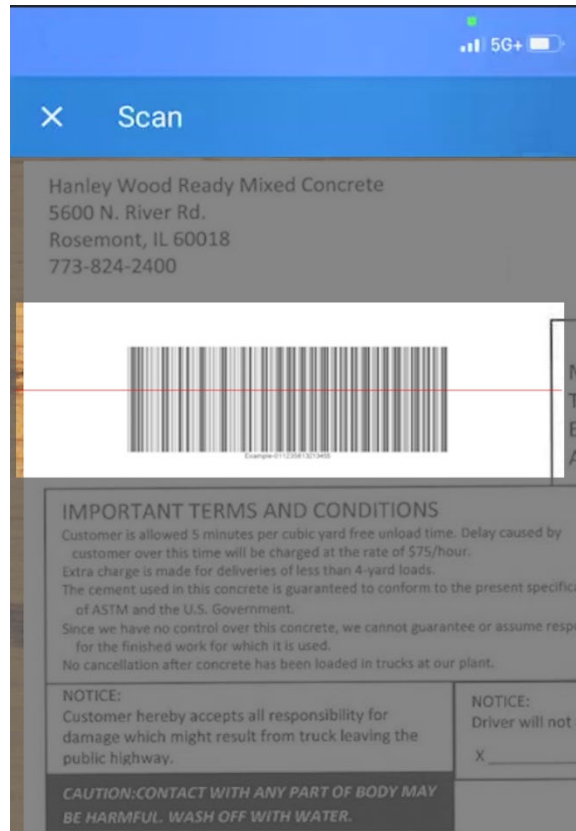 5G+
× Scan
Hanley Wood Ready Mixed Concrete
5600 N. River Rd.
Rosemont, IL 60018
773-824-2400
M
T
E
A
IMPORTANT TERMS AND CONDITIONS
Customer is allowed 5 minutes per cubic yard free unload time. Delay caused by
customer over this time will be charged at the rate of $75/hour.
Extra charge is made for deliveries of less than 4-yard loads.
The cement used in this concrete is guaranteed to conform to the present specific
of ASTM and the U.S. Government.
Since we have no control over this concrete, we cannot guarantee or assume resp
for the finished work for which it is used.
No cancellation after concrete has been loaded in trucks at our plant.
NOTICE:
Customer hereby accepts all responsibility for
damage which might result from truck leaving the
public highway.
NOTICE:
Driver will not
X
CAUTION:CONTACT WITH ANY PART OF BODY MAY
BE HARMFUL. WASH OFF WITH WATER.